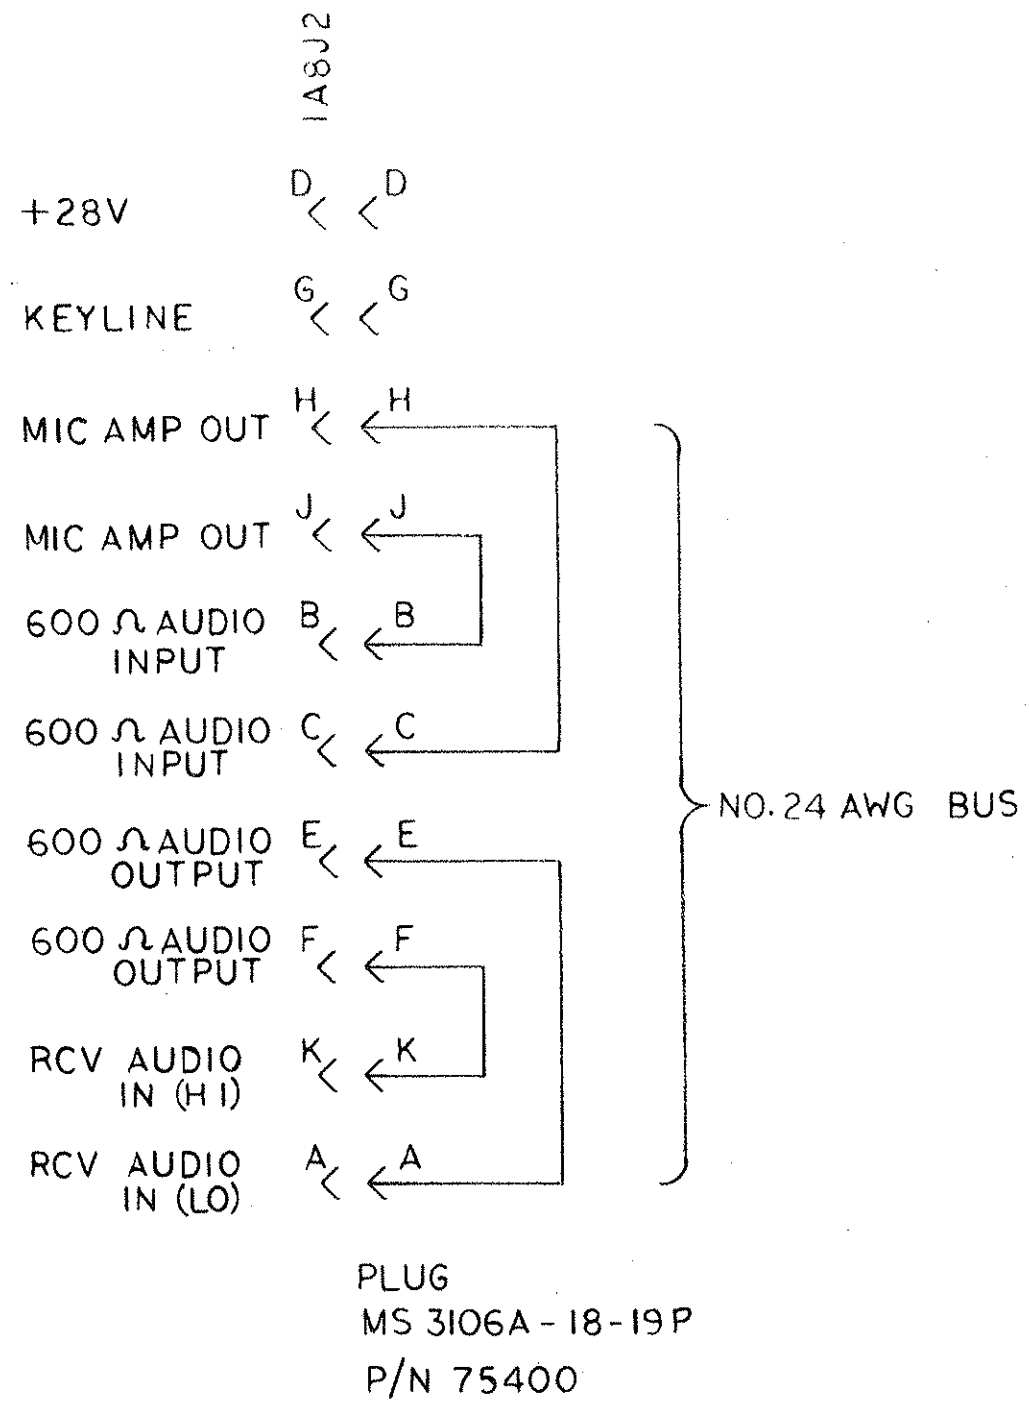 1A8J2
+28V D D
KEYLINE G G
MIC AMP OUT H H
MIC AMP OUT J J
600 Ω AUDIO B B
INPUT
600 Ω AUDIO C C
INPUT
600 Ω AUDIO E E
OUTPUT
NO. 24 AWG BUS
600 Ω AUDIO F F
OUTPUT
RCV AUDIO K K
IN (HI)
RCV AUDIO A A
IN (LO)
PLUG
MS 3106A - 18-19P
P/N 75400